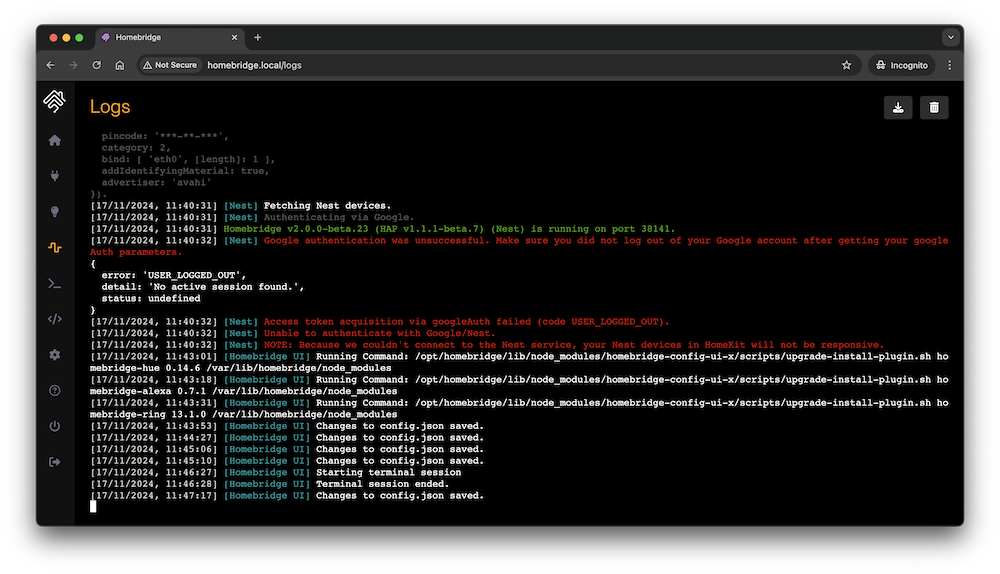 Homebridge
Not Secure
homebridge.local/logs
Incognito
Logs
pincode: '***-**-***',
category: 2,
bind: [ 'eth0', [length]: 1 ],
addIdentifyingMaterial: true,
advertiser: 'avahi'
}).
[17/11/2024, 11:40:31] [Nest] Fetching Nest devices.
[17/11/2024, 11:40:31] [Nest] Authenticating via Google.
[17/11/2024, 11:40:31] Homebridge v2.0.0-beta.23 (HAP v1.1.1-beta.7) (Nest) is running on port 38141.
[17/11/2024, 11:40:32] [Nest] Google authentication was unsuccessful. Make sure you did not log out of your Google account after getting your google
Auth parameters.
{
error: 'USER_LOGGED_OUT',
detail: 'No active session found.',
status: undefined
}
[17/11/2024, 11:40:32] [Nest] Access token acquisition via googleAuth failed (code USER_LOGGED_OUT).
[17/11/2024, 11:40:32] [Nest] Unable to authenticate with Google/Nest.
[17/11/2024, 11:40:32] [Nest] NOTE: Because we couldn't connect to the Nest service, your Nest devices in HomeKit will not be responsive.
[17/11/2024, 11:43:01] [Homebridge UI] Running Command: /opt/homebridge/lib/node_modules/homebridge-config-ui-x/scripts/upgrade-install-plugin.sh ho
mebridge-hue 0.14.6 /var/lib/homebridge/node_modules
[17/11/2024, 11:43:18] [Homebridge UI] Running Command: /opt/homebridge/lib/node_modules/homebridge-config-ui-x/scripts/upgrade-install-plugin.sh ho
mebridge-alexa 0.7.1 /var/lib/homebridge/node_modules
[17/11/2024, 11:43:31] [Homebridge UI] Running Command: /opt/homebridge/lib/node_modules/homebridge-config-ui-x/scripts/upgrade-install-plugin.sh ho
mebridge-ring 13.1.0 /var/lib/homebridge/node_modules
[17/11/2024, 11:43:53] [Homebridge UI] Changes to config.json saved.
[17/11/2024, 11:44:27] [Homebridge UI] Changes to config.json saved.
[17/11/2024, 11:45:06] [Homebridge UI] Changes to config.json saved.
[17/11/2024, 11:45:10] [Homebridge UI] Changes to config.json saved.
[17/11/2024, 11:46:27] [Homebridge UI] Starting terminal session
[17/11/2024, 11:46:28] [Homebridge UI] Terminal session ended.
[17/11/2024, 11:47:17] [Homebridge UI] Changes to config.json saved.